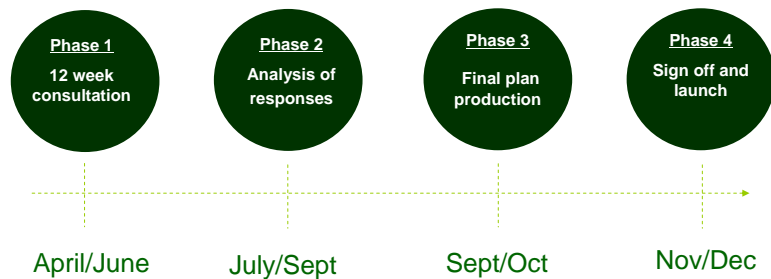 Phase 1
12 week
consultation
Phase 2
Analysis of
responses
Phase 3
Final plan
production
Phase 4
Sign off and
launch
April/June
July/Sept
Sept/Oct
Nov/Dec